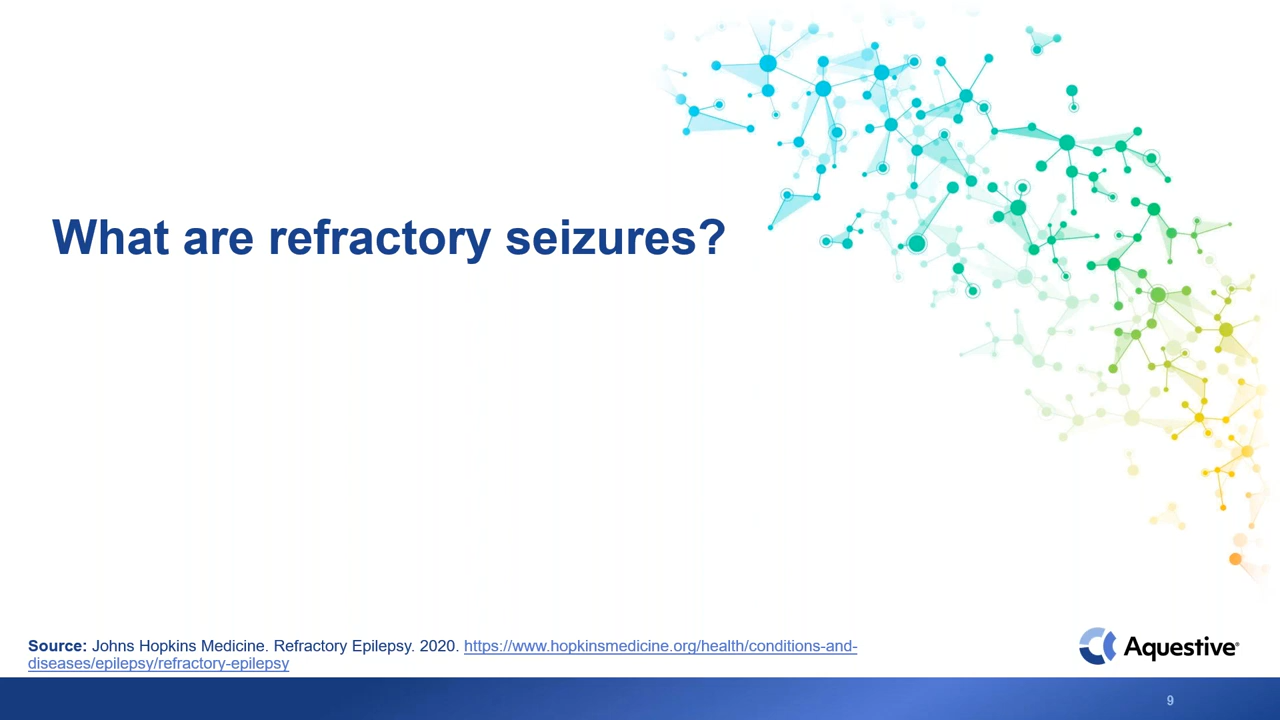 What are refractory seizures?
Source: Johns Hopkins Medicine. Refractory Epilepsy. 2020. https://www.hopkinsmedicine.org/health/conditions-and-
diseases/epilepsy/refractory-epilepsy
Aquestive®
9